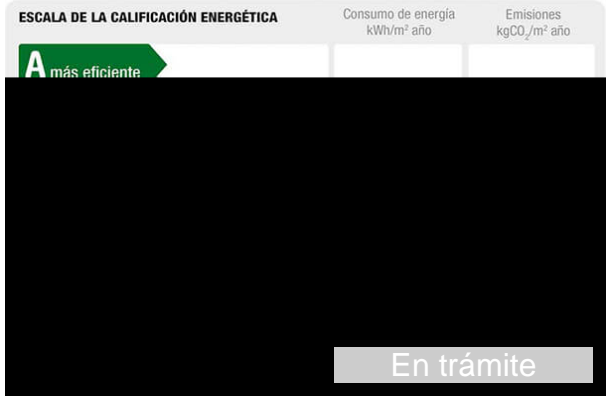 ESCALA DE LA CALIFICACIÓN ENERGÉTICA
Consumo de energía
kWh/m² año
Emisiones
kgCO₂/m² año
A más eficiente
En trámite